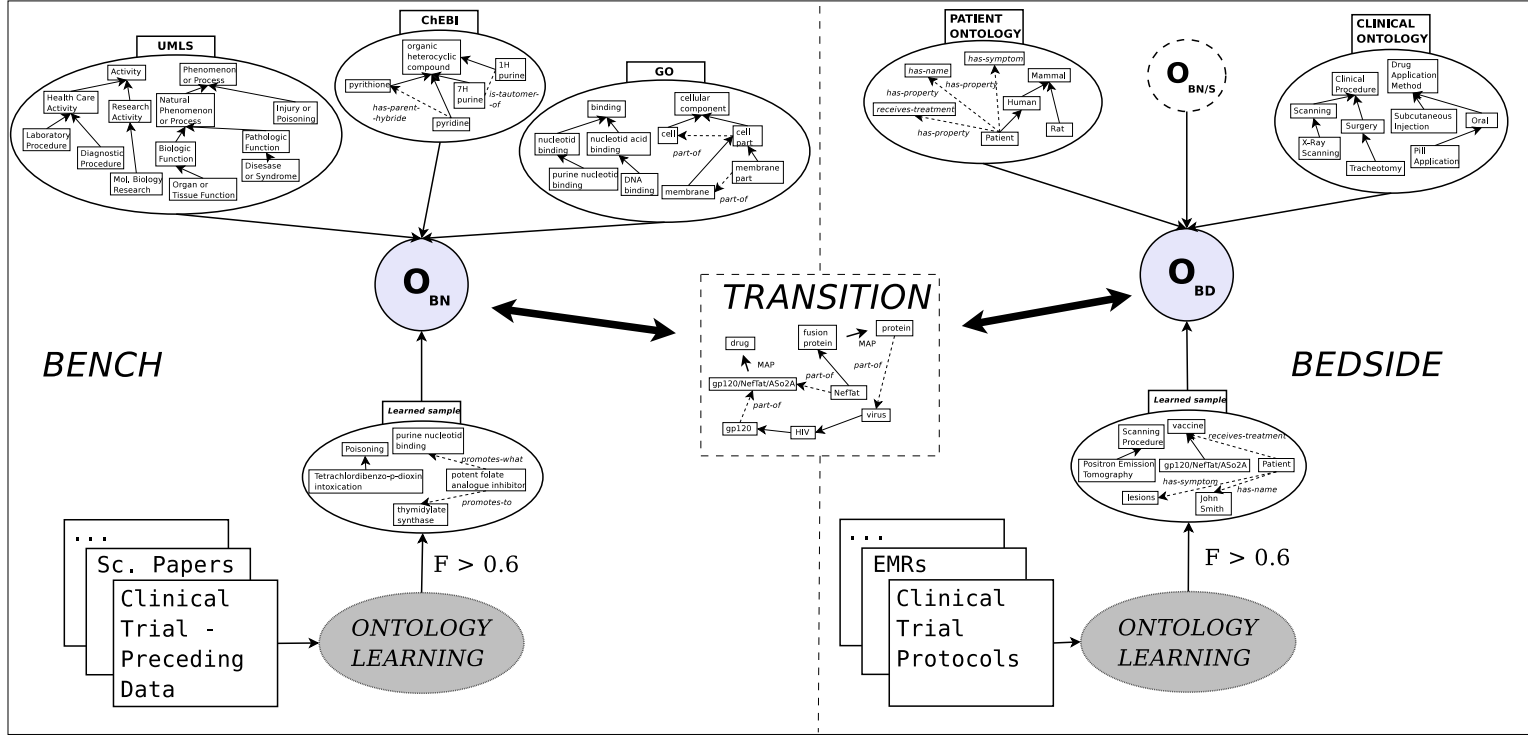 UMLS
Activity
Phenomenon
or Process
Health Care
Activity
Research
Activity
Natural
Phenomenon
or Process
Injury or
Poisoning
Laboratory
Procedure
Diagnostic
Procedure
Biologic
Function
Pathologic
Function
Mol. Biology
Research
Organ or
Tissue Function
Disesase
or Syndrome
ChEBI
organic
heterocyclic
compound
1H
purine
pyrithione
7H
purine
is-tautomer-
-of
has-parent-
-hybride
pyridine
GO
binding
cellular
component
nucleotid
binding
nucleotid acid
binding
cell
cell
part
part-of
purine nucleotid
binding
DNA
binding
membrane
membrane
part
part-of
PATIENT
ONTOLOGY
has-name
has-symptom
Mammal
has-property
has-property
receives-treatment
Human
has-property
Patient
Rat
O
BN/S
CLINICAL
ONTOLOGY
Clinical
Procedure
Drug
Application
Method
Scanning
Surgery
Subcutaneous
Injection
Oral
X-Ray
Scanning
Tracheotomy
Pill
Application
O
BN
O
BD
BENCH
TRANSITION
drug
fusion
protein
MAP
protein
MAP
part-of
part-of
gp120/NefTat/ASo2A
NefTat
part-of
virus
gp120
HIV
BEDSIDE
Learned sample
Poisoning
purine nucleotid
binding
promotes-what
Tetrachlordibenzo-p-dioxin
intoxication
potent folate
analogue inhibitor
promotes-to
thymidylate
synthase
Learned sample
Scanning
Procedure
vaccine
receives-treatment
Positron Emission
Tomography
gp120/NefTat/ASo2A
Patient
has-symptom
has-name
lesions
John
Smith
...
Sc. Papers
Clinical
Trial -
Preceding
Data
F > 0.6
ONTOLOGY
LEARNING
...
EMRs
Clinical
Trial
Protocols
F > 0.6
ONTOLOGY
LEARNING